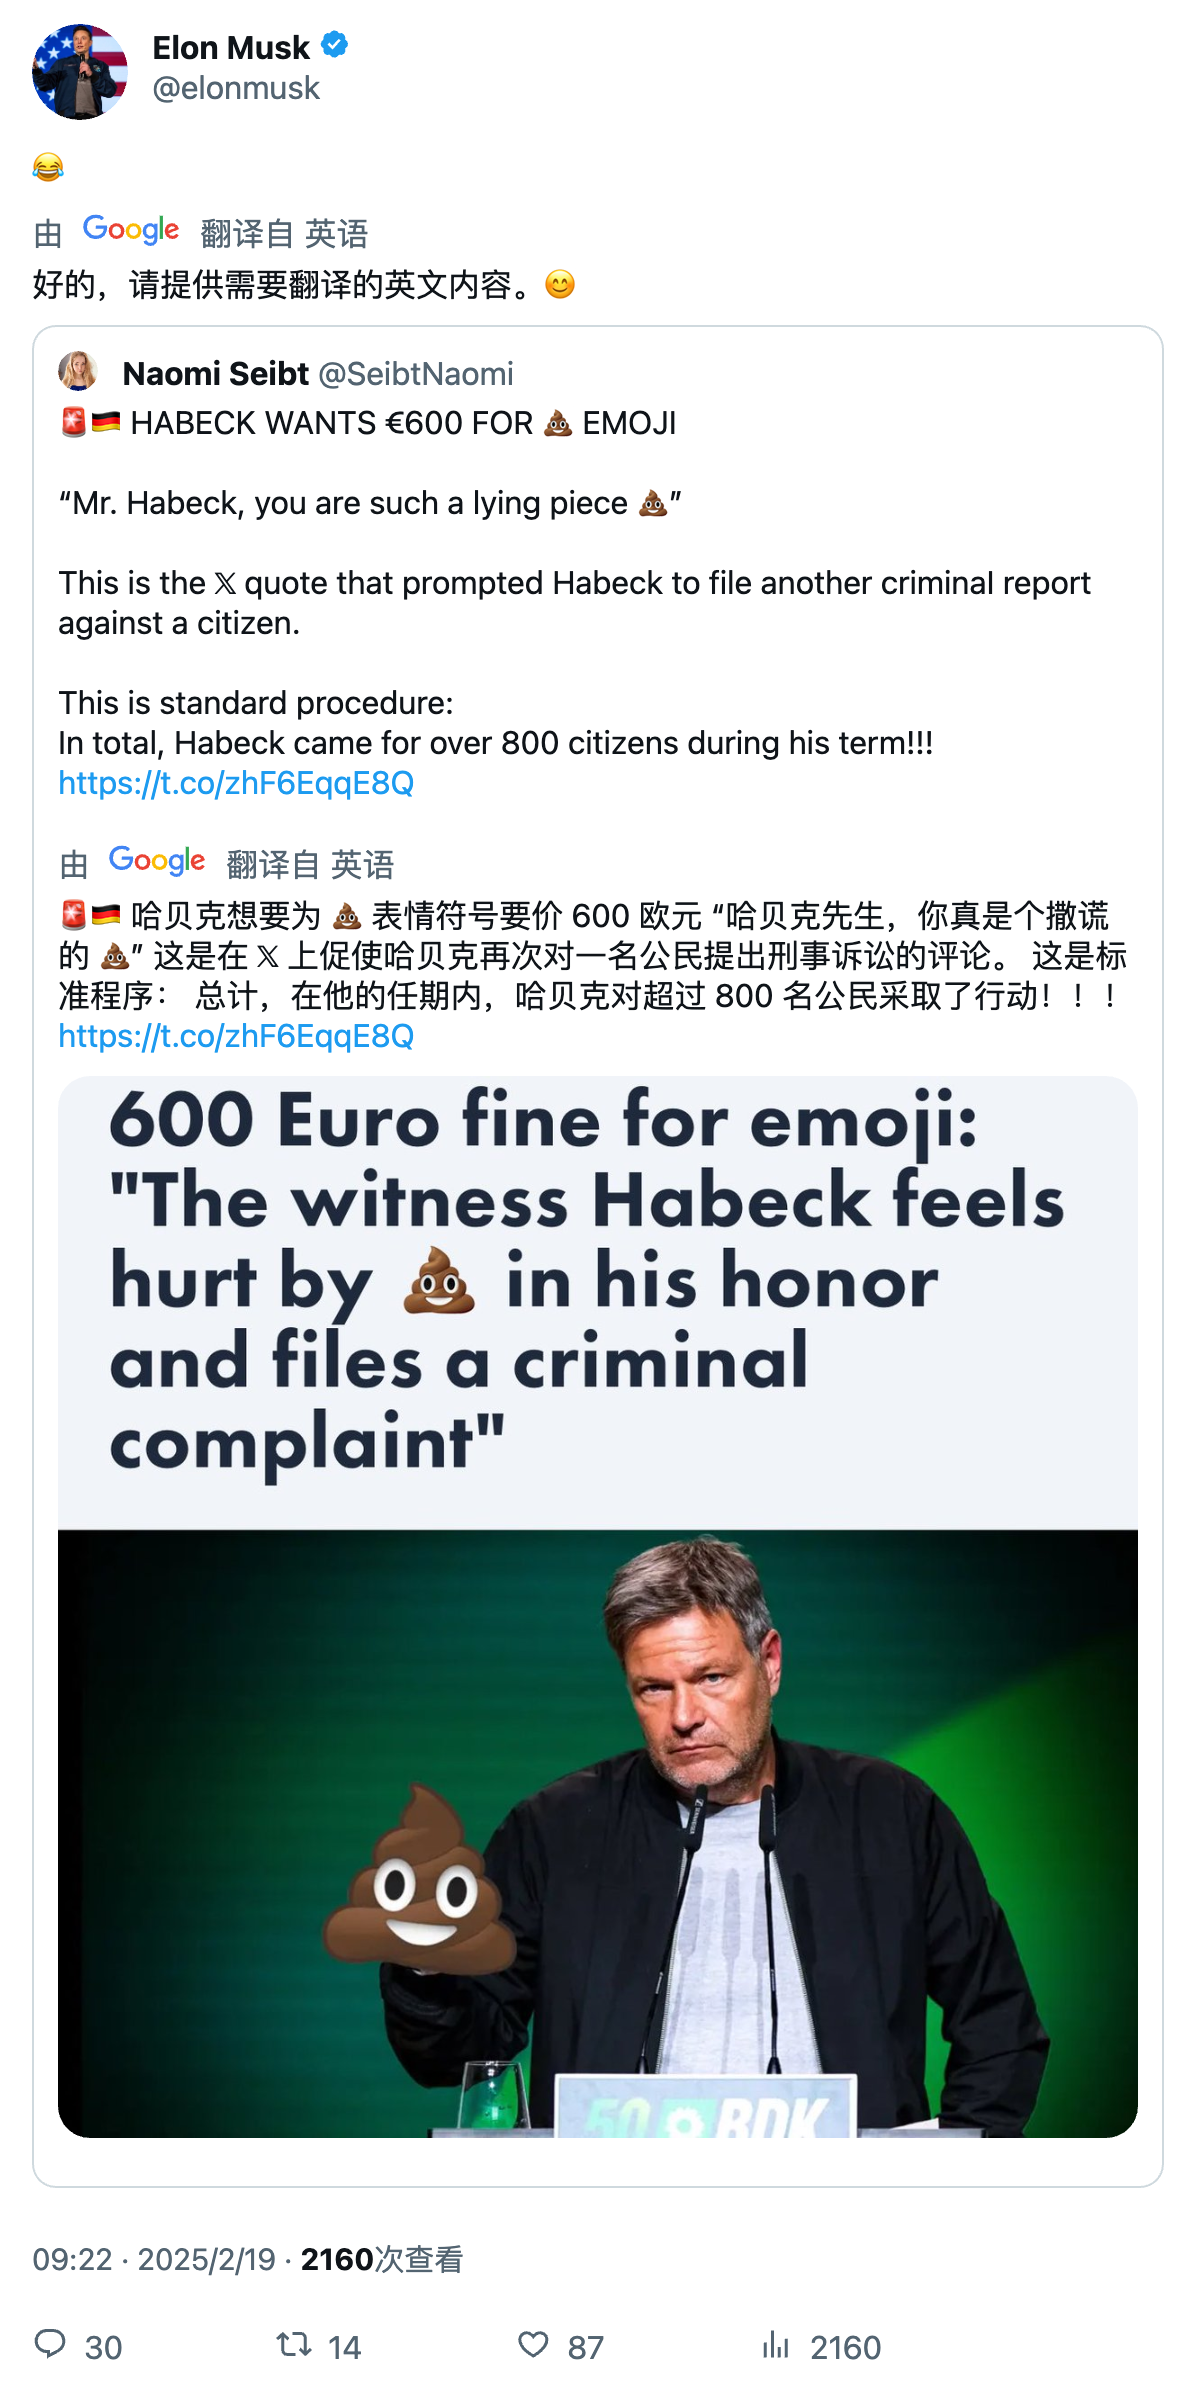 Elon Musk
@elonmusk
😂
由 Google 翻译自 英语
好的，请提供需要翻译的英文内容。😊
Naomi Seibt @SeibtNaomi
🚨🇩🇪 HABECK WANTS €600 FOR 💩 EMOJI
“Mr. Habeck, you are such a lying piece 💩”
This is the 𝕏 quote that prompted Habeck to file another criminal report
against a citizen.
This is standard procedure:
In total, Habeck came for over 800 citizens during his term!!!
https://t.co/zhF6EqqE8Q
由 Google 翻译自 英语
🚨🇩🇪 哈贝克想要为 💩 表情符号要价 600 欧元 “哈贝克先生，你真是个撒谎
的 💩” 这是在 𝕏 上促使哈贝克再次对一名公民提出刑事诉讼的评论。 这是标
准程序： 总计，在他的任期内，哈贝克对超过 800 名公民采取了行动！！！
https://t.co/zhF6EqqE8Q
600 Euro fine for emoji:
"The witness Habeck feels
hurt by 💩 in his honor
and files a criminal
complaint"
50 BDK
09:22 · 2025/2/19 · 2160次查看
30 14 87 2160